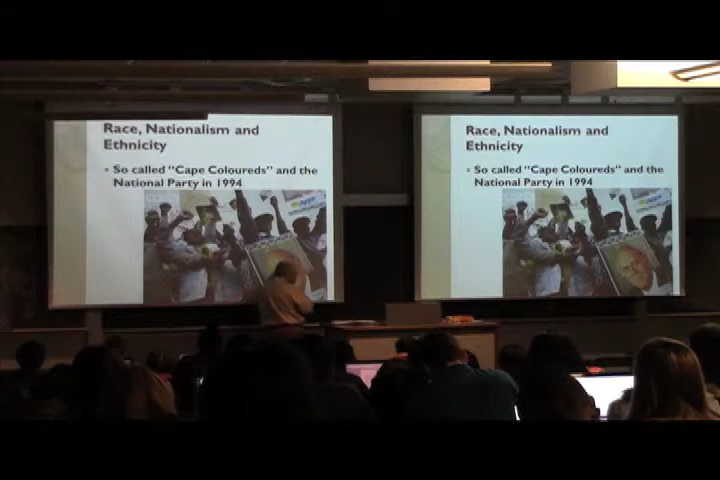 Race, Nationalism and
Ethnicity
So called "Cape Coloureds" and the
National Party in 1994
Race, Nationalism and
Ethnicity
So called "Cape Coloureds" and the
National Party in 1994